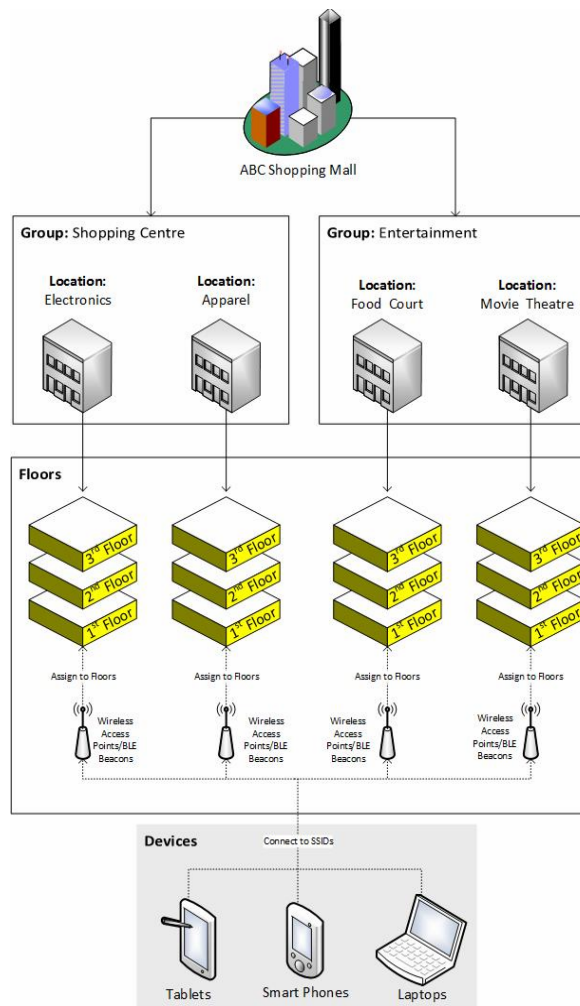 ABC Shopping Mall
Group: Shopping Centre
Group: Entertainment
Location:
Electronics
Location:
Apparel
Location:
Food Court
Location:
Movie Theatre
Floors
3rd Floor
2nd Floor
1st Floor
3rd Floor
2nd Floor
1st Floor
3rd Floor
2nd Floor
1st Floor
3rd Floor
2nd Floor
1st Floor
Assign to Floors
Assign to Floors
Assign to Floors
Assign to Floors
Wireless
Access
Points/BLE
Beacons
Wireless
Access
Points/BLE
Beacons
Wireless
Access
Points/BLE
Beacons
Wireless
Access
Points/BLE
Beacons
Devices
Connect to SSIDs
Tablets
Smart Phones
Laptops